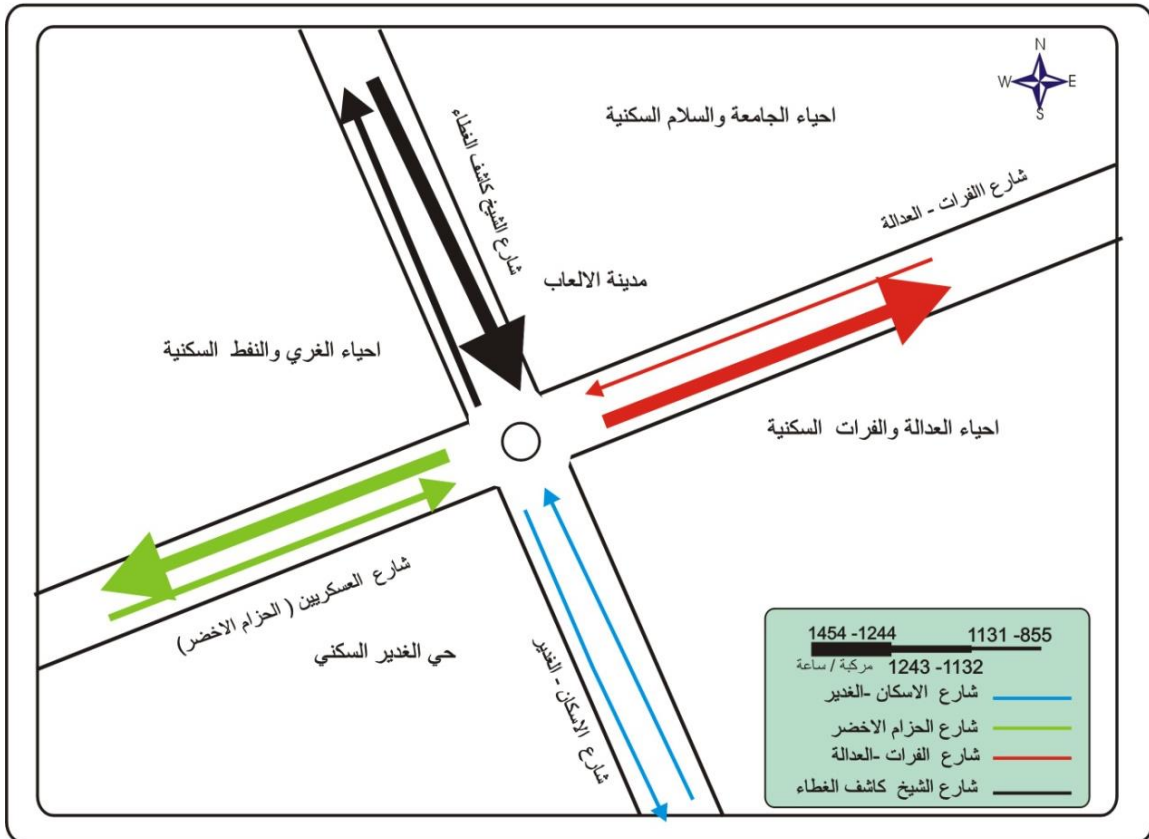 N
W E
S
احياء الجامعة والسلام السكنية
شارع الشيخ كاشف الغطاء
شارع االفرات - العدالة
مدينة الالعاب
احياء الغري والنفط السكنية
احياء العدالة والفرات السكنية
شارع العسكريين ( الحزام الاخضر)
حي الغدير السكني
شارع الاسكان - الغدير
1454 -1244 1131 -855
مركبة / ساعة 1243 -1132
شارع الاسكان -الغدير
شارع الحزام الاخضر
شارع الفرات -العدالة
شارع الشيخ كاشف الغطاء